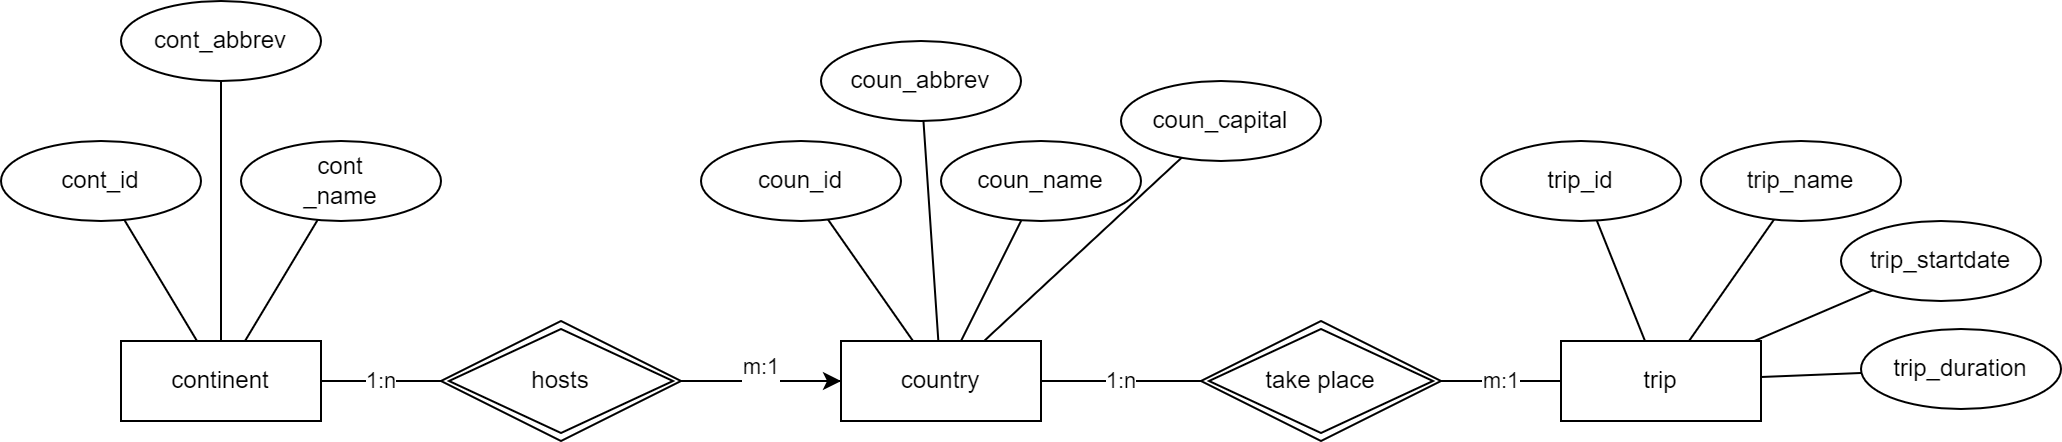 cont_abbrev
coun_abbrev
coun_capital
cont_id
cont
_name
coun_id
coun_name
trip_id
trip_name
trip_startdate
trip_duration
continent
1:n
hosts
m:1
country
1:n
take place
m:1
trip